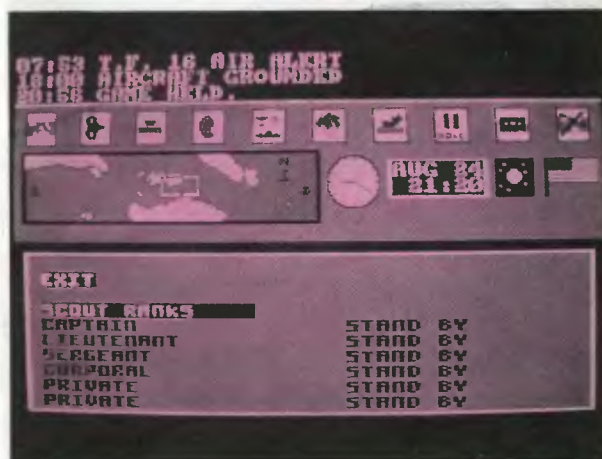 07:53 T.F. 16 AIR ALERT
18:00 AIRCRAFT GROUNDED
20:56 GAME HELD.
AUG 24
21:20
EXIT
SCOUT RANKS
CAPTAIN STAND BY
LIEUTENANT STAND BY
SERGEANT STAND BY
CORPORAL STAND BY
PRIVATE STAND BY
PRIVATE STAND BY